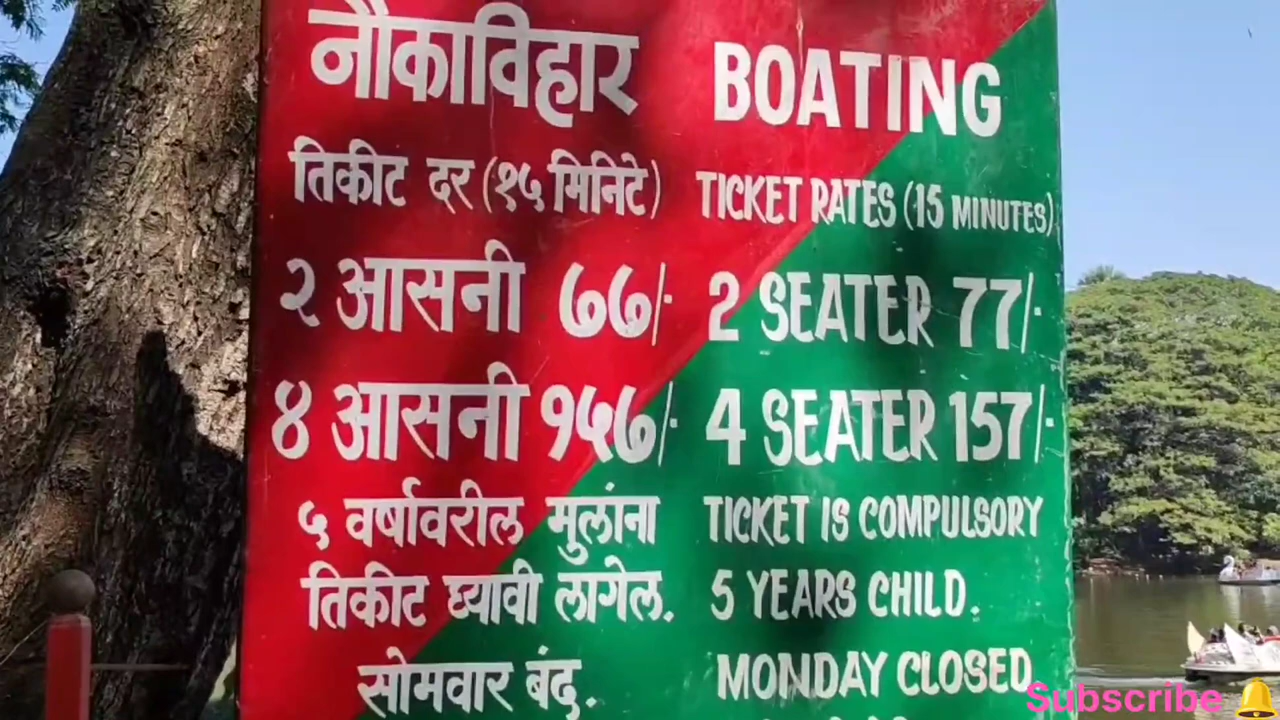 नौकाविहार BOATING
तिकीट दर (१५ मिनिटे) TICKET RATES (15 MINUTES)
२ आसनी ७७/- 2 SEATER 77/-
४ आसनी १५७/- 4 SEATER 157/-
५ वर्षावरील मुलांना TICKET IS COMPULSORY
तिकीट घ्यावी लागेल. 5 YEARS CHILD.
सोमवार बंद. MONDAY CLOSED
Subscribe